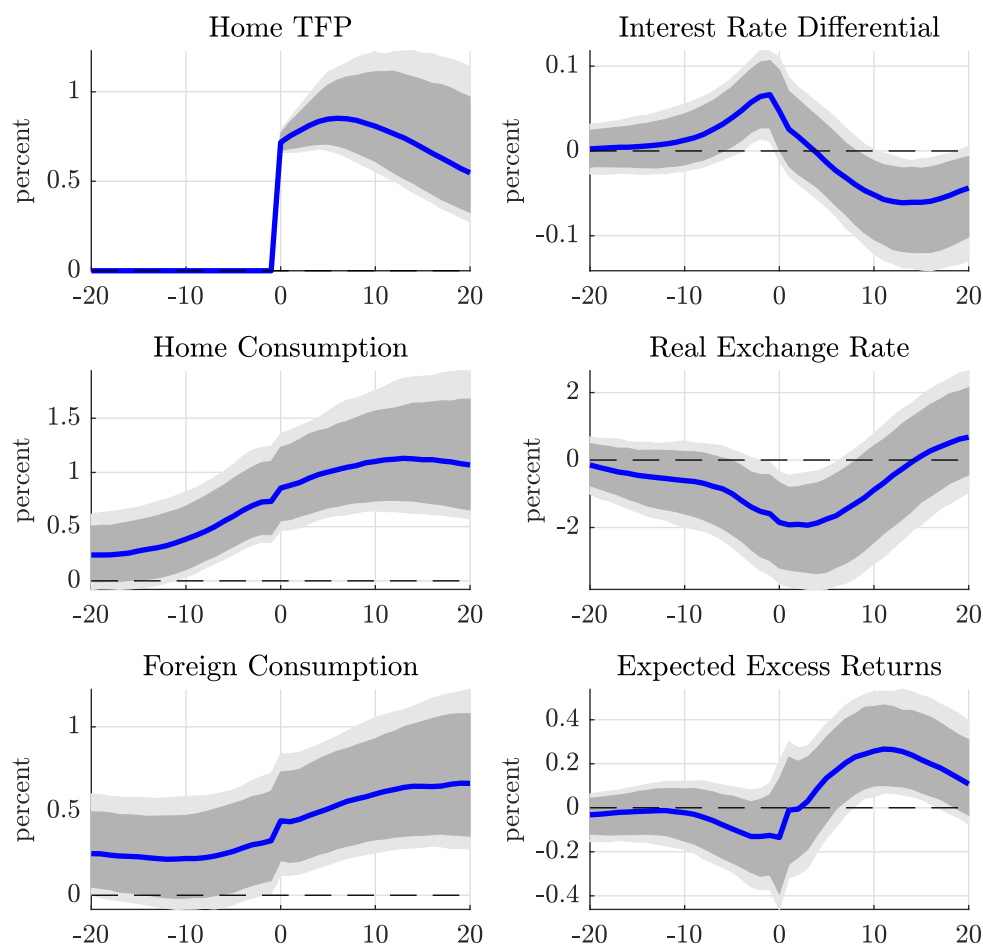 Home TFP
percent
1
0.5
0
-20 -10 0 10 20
Interest Rate Differential
percent
0.1
0
-0.1
-20 -10 0 10 20
Home Consumption
percent
1.5
1
0.5
0
-20 -10 0 10 20
Real Exchange Rate
percent
2
0
-2
-20 -10 0 10 20
Foreign Consumption
percent
1
0.5
0
-20 -10 0 10 20
Expected Excess Returns
percent
0.4
0.2
0
-0.2
-0.4
-20 -10 0 10 20